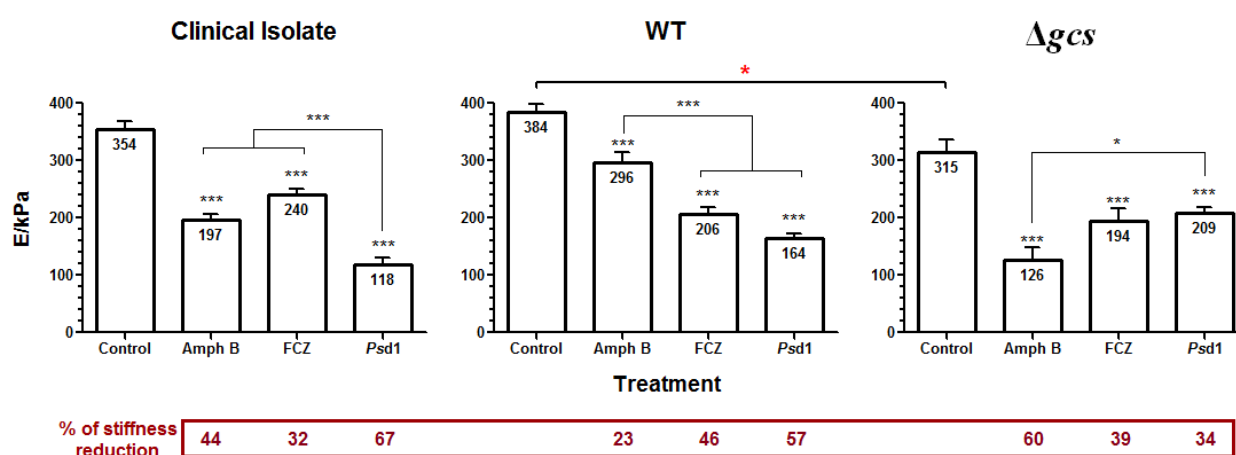 Clinical Isolate
WT
Δgcs
*
E/kPa
400
300
200
100
0
354
***
197
***
240
***
118
***
Control
Amph B
FCZ
Psd1
400
300
200
100
0
384
***
296
***
206
***
164
***
Control
Amph B
FCZ
Psd1
400
300
200
100
0
315
***
126
***
194
***
209
*
Control
Amph B
FCZ
Psd1
Treatment
% of stiffness
reduction
44 32 67 23 46 57 60 39 34